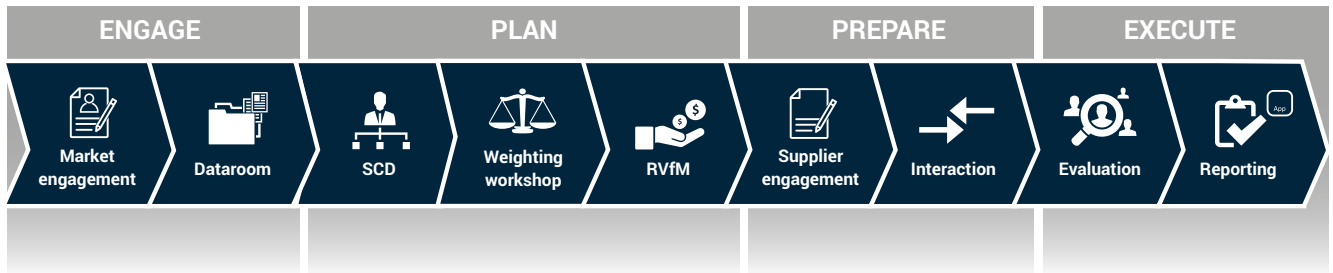 ENGAGE
PLAN
PREPARE
EXECUTE
Market
engagement
Dataroom
SCD
Weighting
workshop
RVfM
Supplier
engagement
Interaction
Evaluation
Reporting
App